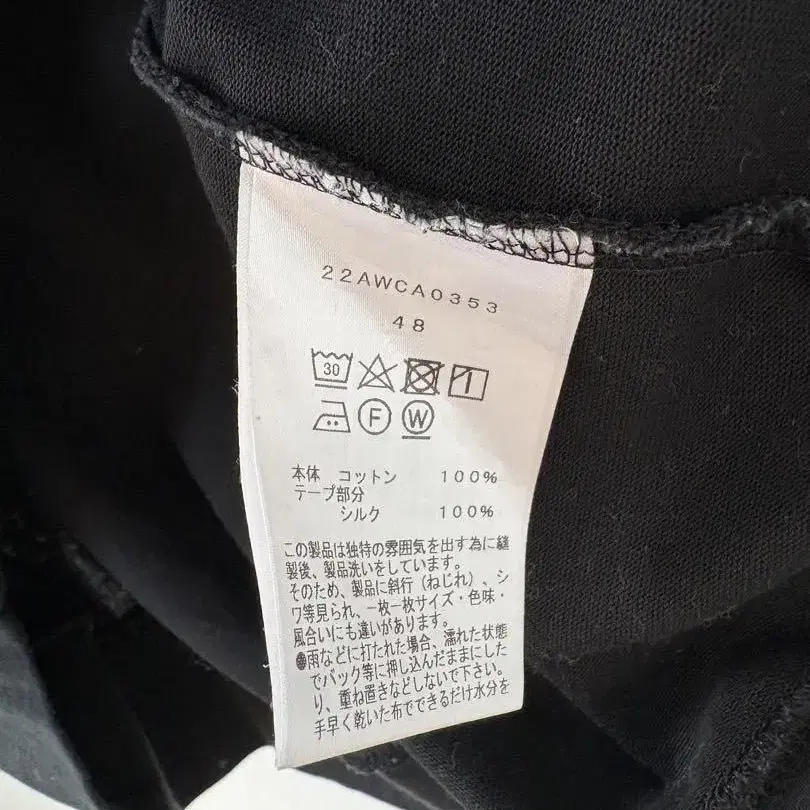 22AWCA0353
48
30
F W
本体 コットン 100%
テープ部分
シルク 100%
この製品は独特の雰囲気を出す為に縫
製後、製品洗いをしています。
そのため、製品に斜行(ねじれ)、シ
ワ等見られ、一枚一枚サイズ・色味・
風合いにも違いがあります。
●雨などに打たれた場合、濡れた状態
でバック等に押し込んだままにした
り、重ね置きなどしないで下さい。
手早く乾いた布でできるだけ水分を